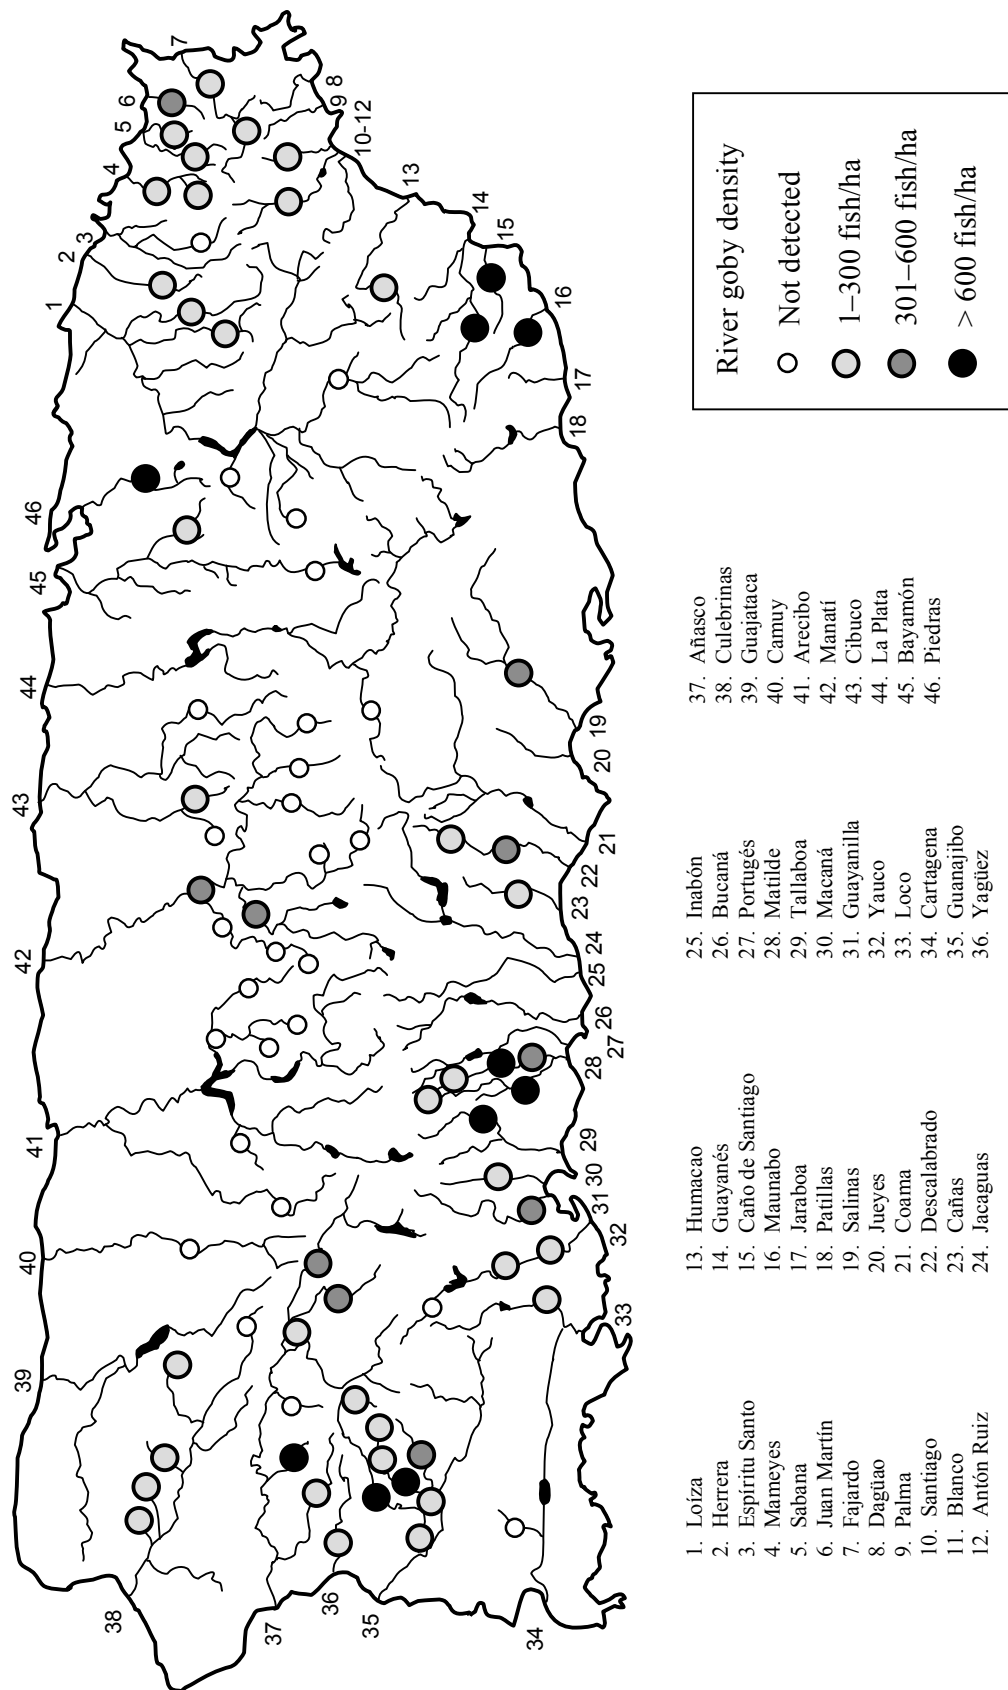 1
2
3
4
5
6
7
8
9
10-12
13
14
15
16
17
18
19
20
21
22
23
24
25
26
27
28
29
30
31
32
33
34
35
36
37
38
39
40
41
42
43
44
45
46
1. Loíza
2. Herrera
3. Espíritu Santo
4. Mameyes
5. Sabana
6. Juan Martín
7. Fajardo
8. Dagüao
9. Palma
10. Santiago
11. Blanco
12. Antón Ruiz
13. Humacao
14. Guayanés
15. Caño de Santiago
16. Maunabo
17. Jaraboa
18. Patillas
19. Salinas
20. Jueyes
21. Coama
22. Descalabrado
23. Cañas
24. Jacaguas
25. Inabón
26. Bucaná
27. Portugés
28. Matilde
29. Tallaboa
30. Macaná
31. Guayanilla
32. Yauco
33. Loco
34. Cartagena
35. Guanajibo
36. Yagüez
37. Añasco
38. Culebrinas
39. Guajataca
40. Camuy
41. Arecibo
42. Manatí
43. Cibuco
44. La Plata
45. Bayamón
46. Piedras
River goby density
Not detected
1–300 fish/ha
301–600 fish/ha
> 600 fish/ha